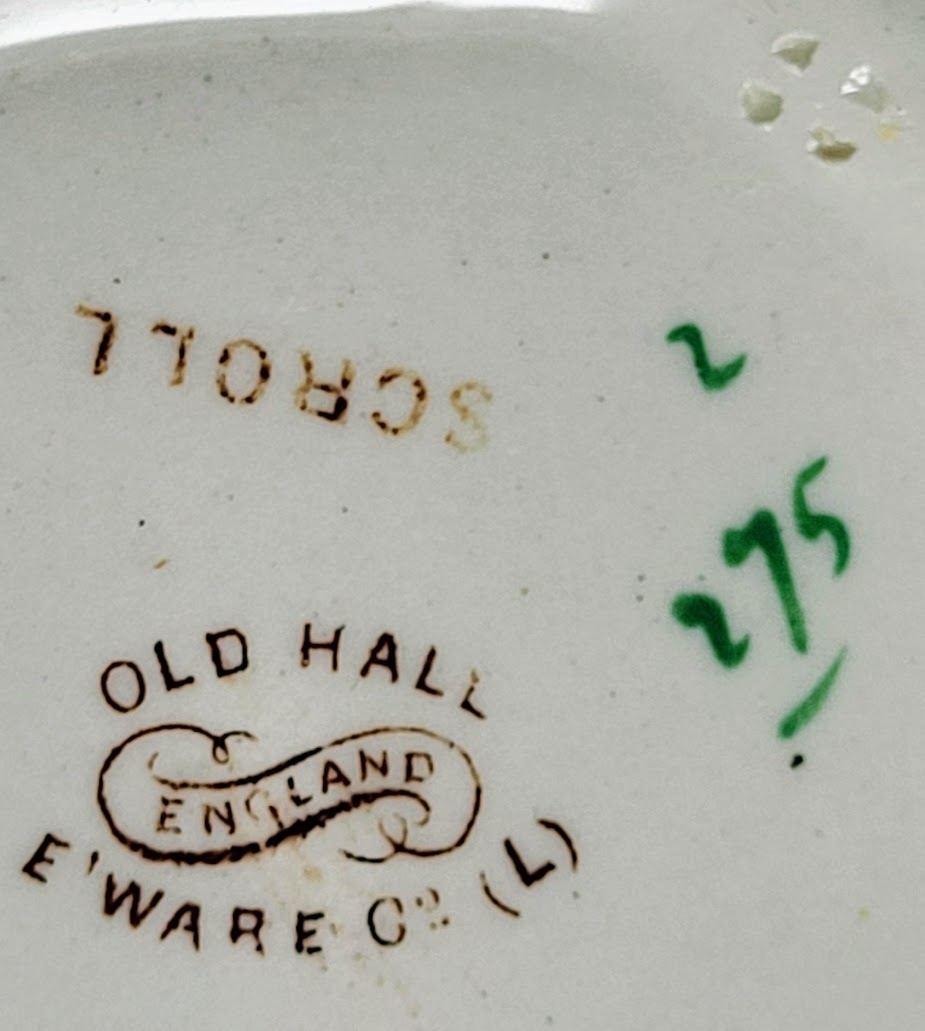 SCROLL
2
275
OLD HALL
ENGLAND
E'WARE Co. (L)